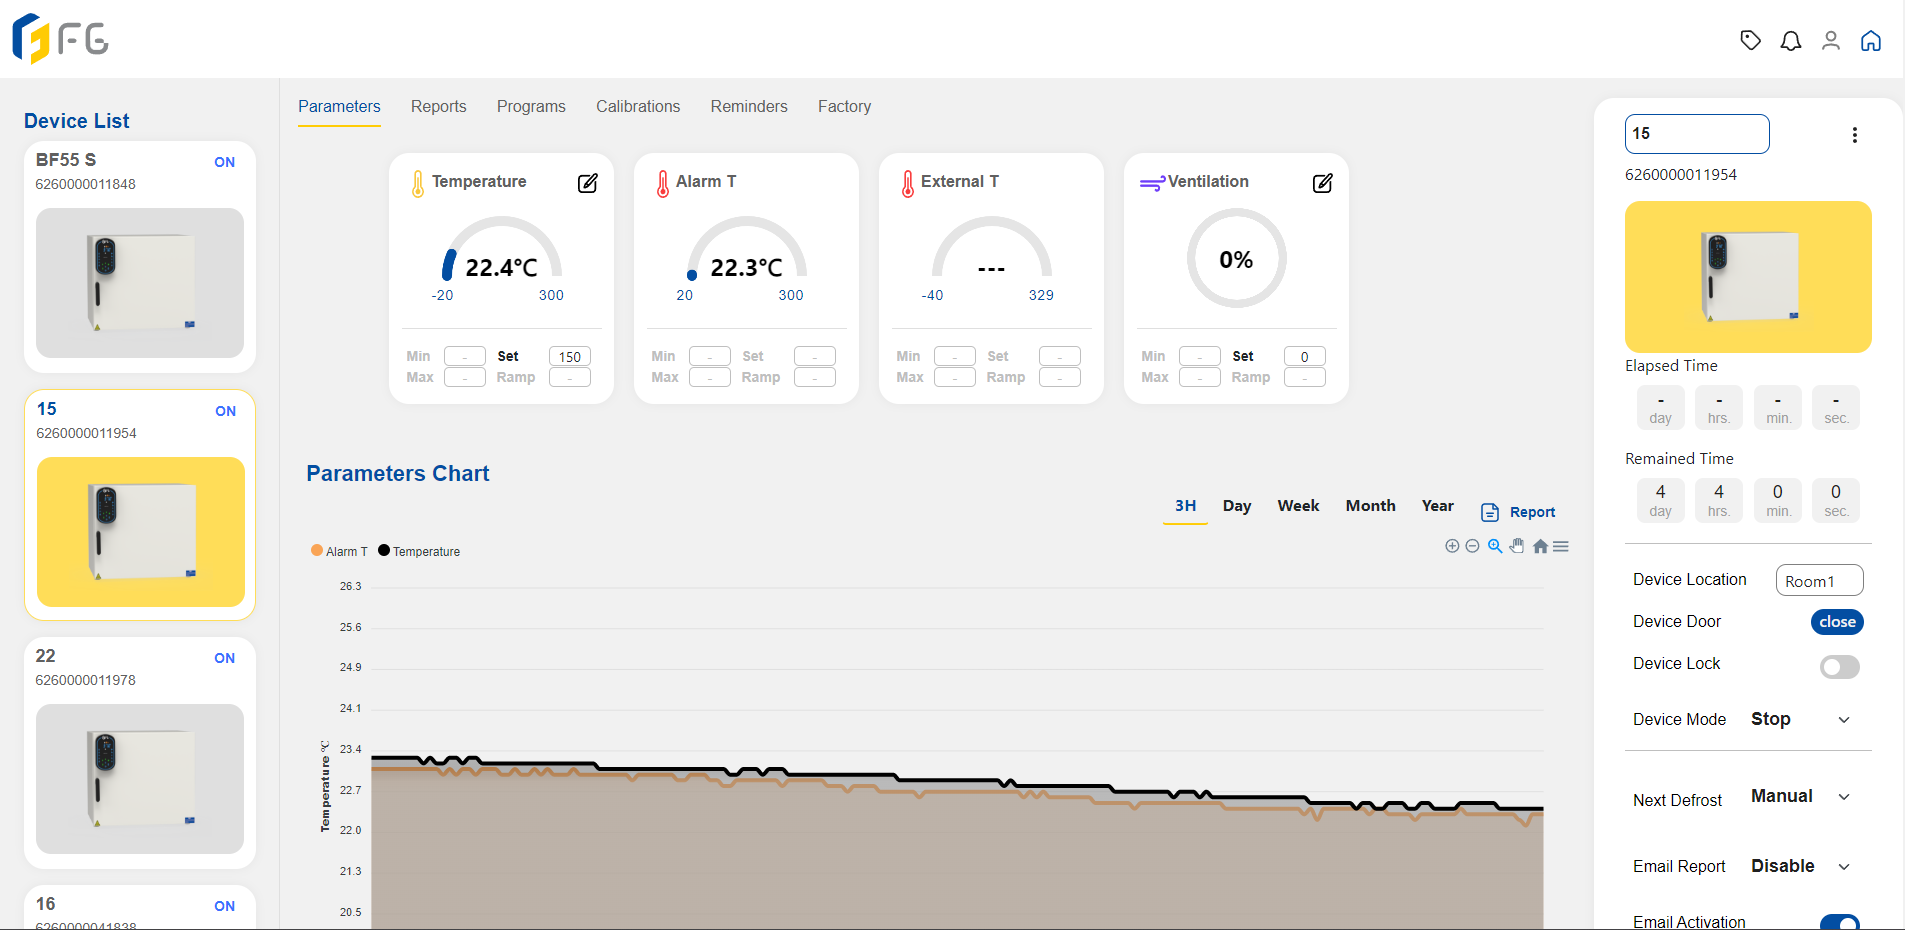 FG
Device List
BF55 S
ON
6260000011848
15
ON
6260000011954
22
ON
6260000011978
16
ON
6260000041838
Parameters
Reports
Programs
Calibrations
Reminders
Factory
Temperature
22.4°C
-20
300
Min
-
Set
150
Max
-
Ramp
-
Alarm T
22.3°C
20
300
Min
-
Set
-
Max
-
Ramp
-
External T
---
-40
329
Min
-
Set
-
Max
-
Ramp
-
Ventilation
0%
Min
-
Set
0
Max
-
Ramp
-
Parameters Chart
3H
Day
Week
Month
Year
Report
Alarm T
Temperature
26.3
25.6
24.9
24.1
23.4
22.7
22.0
21.3
20.5
Temperature °C
15
6260000011954
Elapsed Time
-
day
-
hrs.
-
min.
-
sec.
Remained Time
4
day
4
hrs.
0
min.
0
sec.
Device Location
Room1
Device Door
close
Device Lock
Device Mode
Stop
Next Defrost
Manual
Email Report
Disable
Email Activation